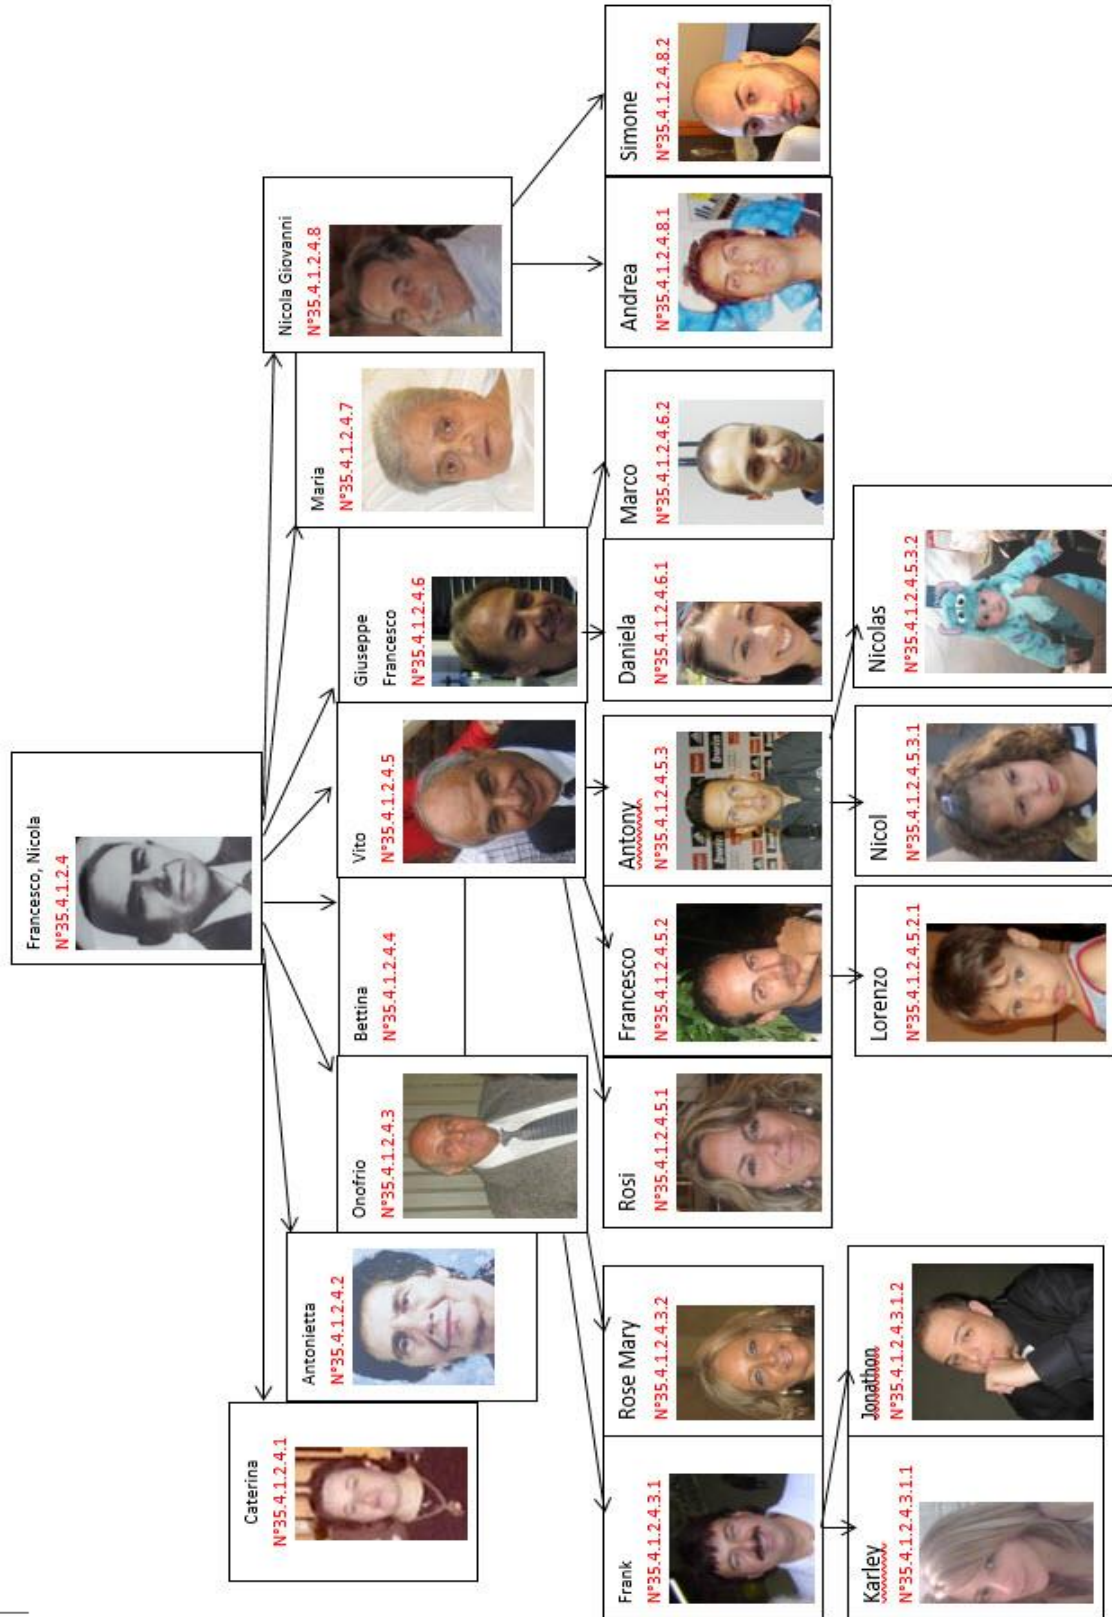 Francesco, Nicola
N°35.4.1.2.4
Caterina
N°35.4.1.2.4.1
Antonietta
N°35.4.1.2.4.2
Onofrio
N°35.4.1.2.4.3
Bettina
N°35.4.1.2.4.4
Vito
N°35.4.1.2.4.5
Giuseppe
Francesco
N°35.4.1.2.4.6
Maria
N°35.4.1.2.4.7
Nicola Giovanni
N°35.4.1.2.4.8
Frank
N°35.4.1.2.4.3.1
Rose Mary
N°35.4.1.2.4.3.2
Rosi
N°35.4.1.2.4.5.1
Francesco
N°35.4.1.2.4.5.2
Antony
N°35.4.1.2.4.5.3
bwin
Daniela
N°35.4.1.2.4.6.1
Marco
N°35.4.1.2.4.6.2
Andrea
N°35.4.1.2.4.8.1
Simone
N°35.4.1.2.4.8.2
Karley
N°35.4.1.2.4.3.1.1
Jonathon
N°35.4.1.2.4.3.1.2
Lorenzo
N°35.4.1.2.4.5.2.1
Nicol
N°35.4.1.2.4.5.3.1
Nicolas
N°35.4.1.2.4.5.3.2